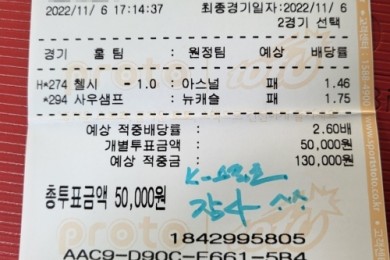 2022/11/ 6 17:14:37 최종경기일자:2022/11/ 6
2경기 선택
경기 홈 팀 : 원정팀 예상 배당률
H*274 첼시 - 1.0 : 아스널 패 1.46
*294 사우샘프 : 뉴캐슬 패 1.75
예상 적중배당률 : 2.60배
개별투표금액 : 50,000원
예상 적중금 : 130,000원
총투표금액 50,000원
1842995805
AAC9-D90C-F661-5B4
proto